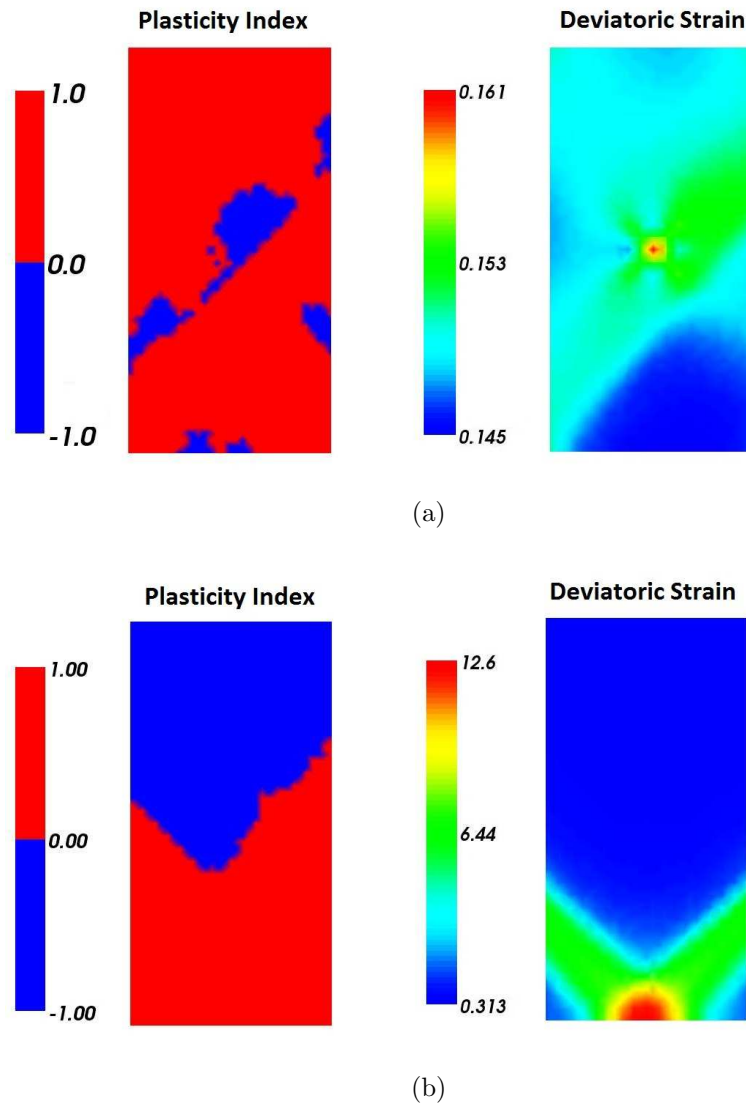 Plasticity Index
Deviatoric Strain
1.0
0.0
-1.0
0.161
0.153
0.145
(a)
Plasticity Index
Deviatoric Strain
1.00
0.00
-1.00
12.6
6.44
0.313
(b)